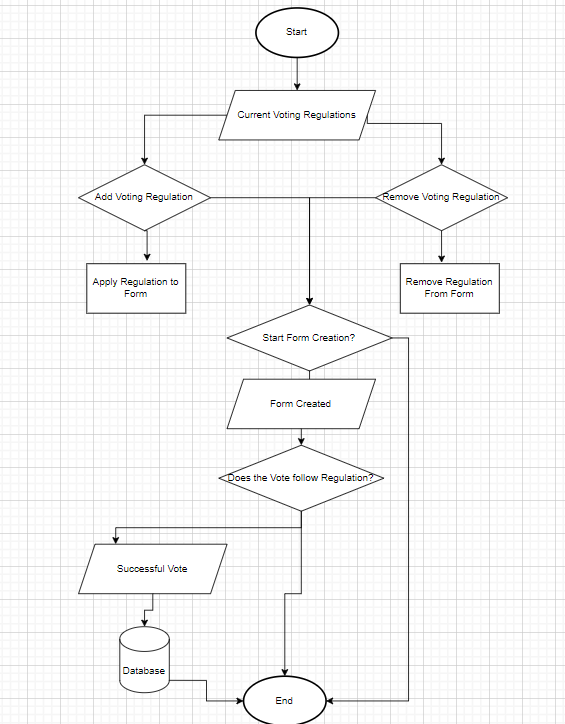 Start
Current Voting Regulations
Add Voting Regulation
Remove Voting Regulation
Apply Regulation to
Form
Remove Regulation
From Form
Start Form Creation?
Form Created
Does the Vote follow Regulation?
Successful Vote
Database
End